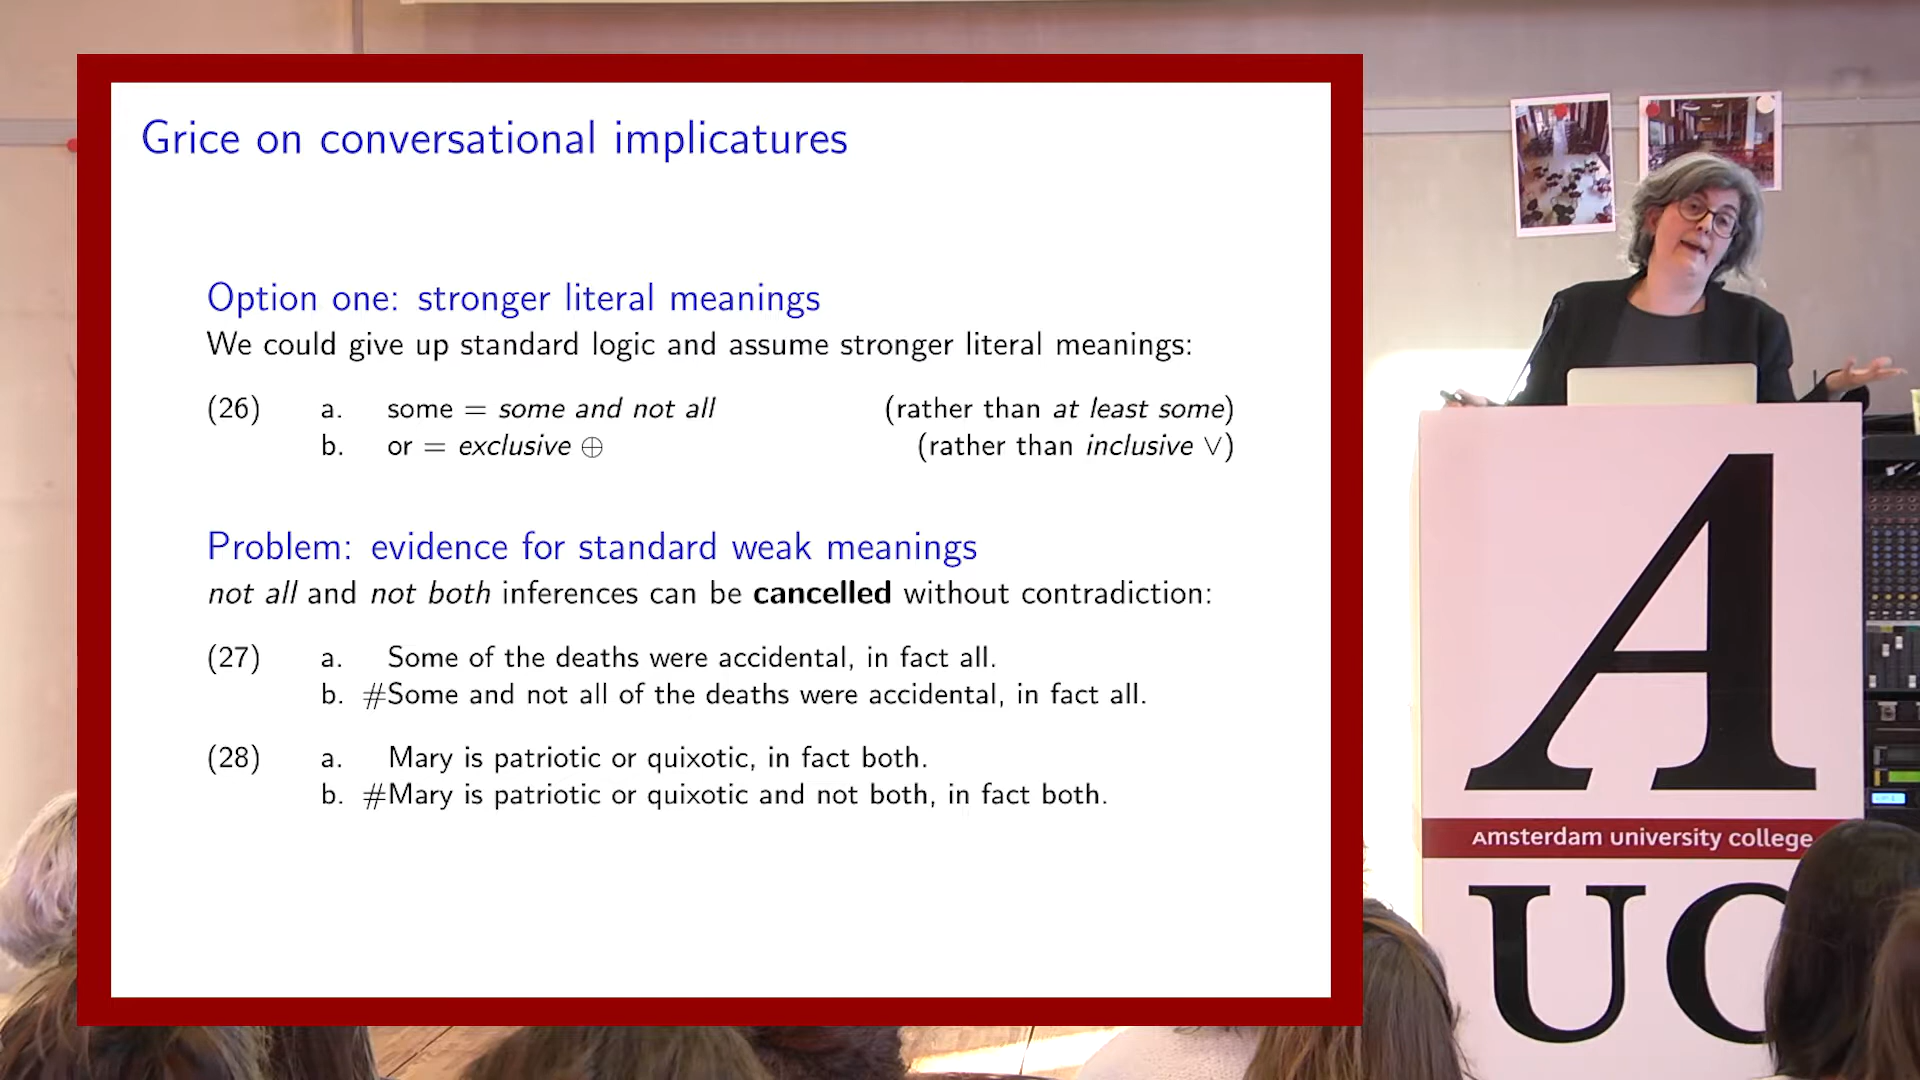 Grice on conversational implicatures
Option one: stronger literal meanings
We could give up standard logic and assume stronger literal meanings:
(26) a. some = some and not all (rather than at least some)
b. or = exclusive ⊕ (rather than inclusive ∨)
Problem: evidence for standard weak meanings
not all and not both inferences can be cancelled without contradiction:
(27) a. Some of the deaths were accidental, in fact all.
b. #Some and not all of the deaths were accidental, in fact all.
(28) a. Mary is patriotic or quixotic, in fact both.
b. #Mary is patriotic or quixotic and not both, in fact both.
A
Amsterdam university college
UC